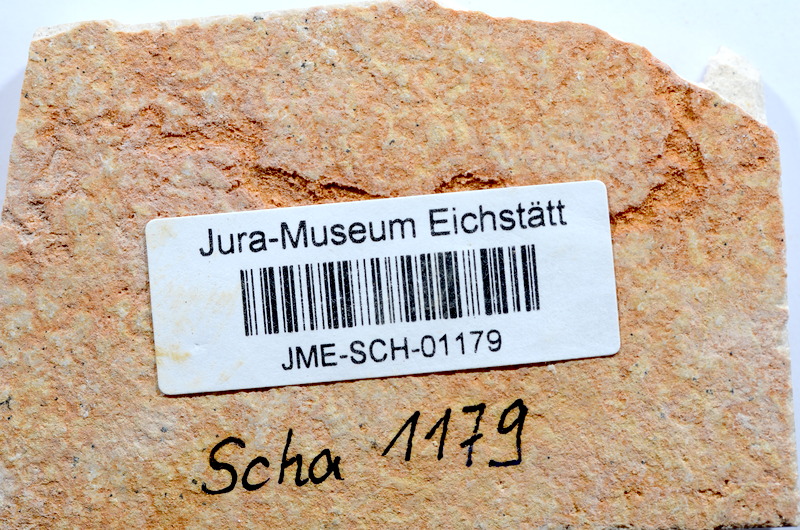 Jura-Museum Eichstätt
JME-SCH-01179
Scha 1179